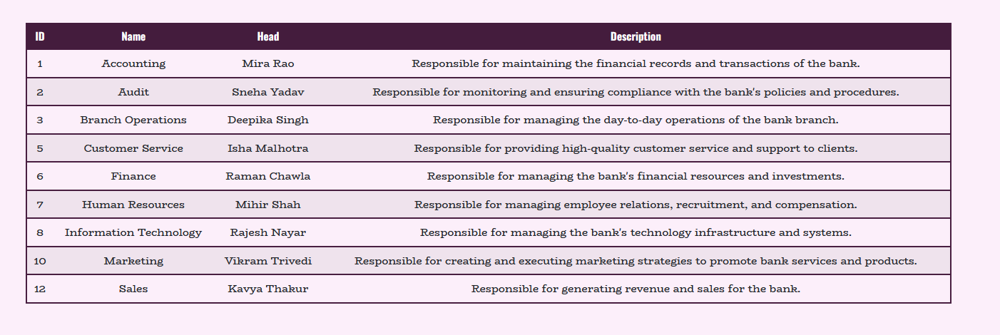 ID Name Head Description
1 Accounting Mira Rao Responsible for maintaining the financial records and transactions of the bank.
2 Audit Sneha Yadav Responsible for monitoring and ensuring compliance with the bank's policies and procedures.
3 Branch Operations Deepika Singh Responsible for managing the day-to-day operations of the bank branch.
5 Customer Service Isha Malhotra Responsible for providing high-quality customer service and support to clients.
6 Finance Raman Chawla Responsible for managing the bank's financial resources and investments.
7 Human Resources Mihir Shah Responsible for managing employee relations, recruitment, and compensation.
8 Information Technology Rajesh Nayar Responsible for managing the bank's technology infrastructure and systems.
10 Marketing Vikram Trivedi Responsible for creating and executing marketing strategies to promote bank services and products.
12 Sales Kavya Thakur Responsible for generating revenue and sales for the bank.